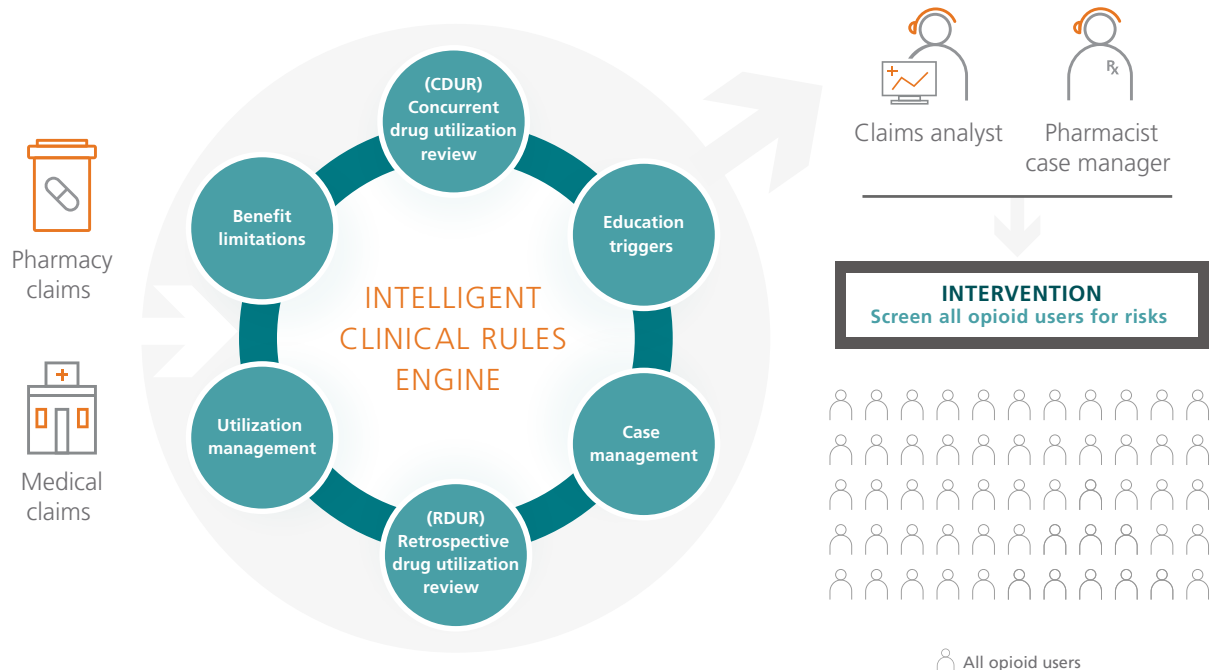 Pharmacy
claims
Medical
claims
(CDUR)
Concurrent
drug utilization
review
Benefit
limitations
Education
triggers
INTELLIGENT
CLINICAL RULES
ENGINE
Utilization
management
Case
management
(RDUR)
Retrospective
drug utilization
review
Rx
Claims analyst
Pharmacist
case manager
INTERVENTION
Screen all opioid users for risks
All opioid users